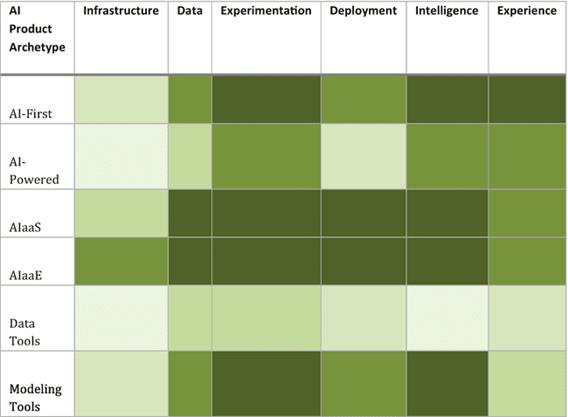 AI Infrastructure Data Experimentation Deployment Intelligence Experience
Product
Archetype
AI-First
AI-
Powered
AIaaS
AIaaE
Data
Tools
Modeling
Tools